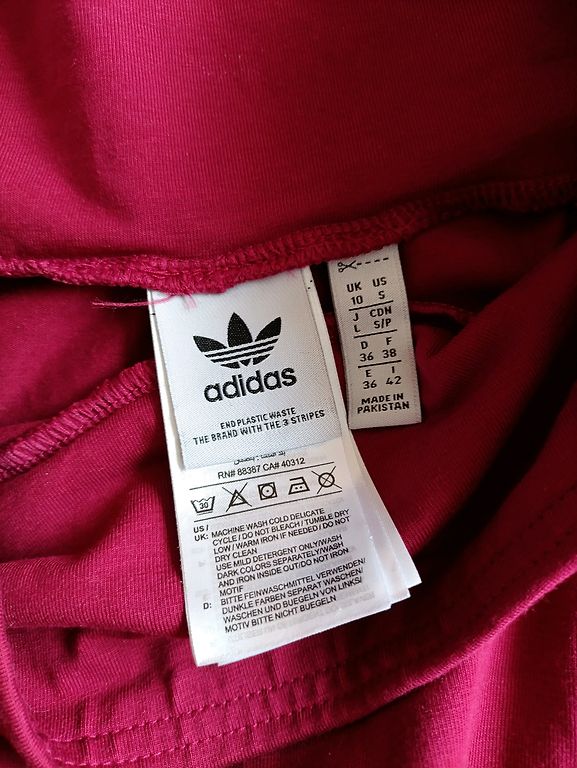 adidas
END PLASTIC WASTE
THE BRAND WITH THE 3 STRIPES
RN# 88387 CA# 40312
30
US /
UK: MACHINE WASH COLD DELICATE
CYCLE / DO NOT BLEACH / TUMBLE DRY
LOW / WARM IRON IF NEEDED / DO NOT
DRY CLEAN
USE MILD DETERGENT ONLY/WASH
DARK COLORS SEPARATELY/WASH
AND IRON INSIDE OUT/DO NOT IRON
MOTIF
D: BITTE FEINWASCHMITTEL VERWENDEN/
DUNKLE FARBEN SEPARAT WASCHEN/
WASCHEN UND BUEGELN VON LINKS/
MOTIV BITTE NICHT BUEGELN
UK US
10 S
J CDN
L S/P
D F
36 38
E I
36 42
MADE IN
PAKISTAN